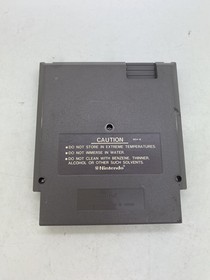 CAUTION
●DO NOT STORE IN EXTREME TEMPERATURES.
●DO NOT IMMERSE IN WATER.
●DO NOT CLEAN WITH BENZENE, THINNER,
ALCOHOL OR OTHER SUCH SOLVENTS.
Nintendo